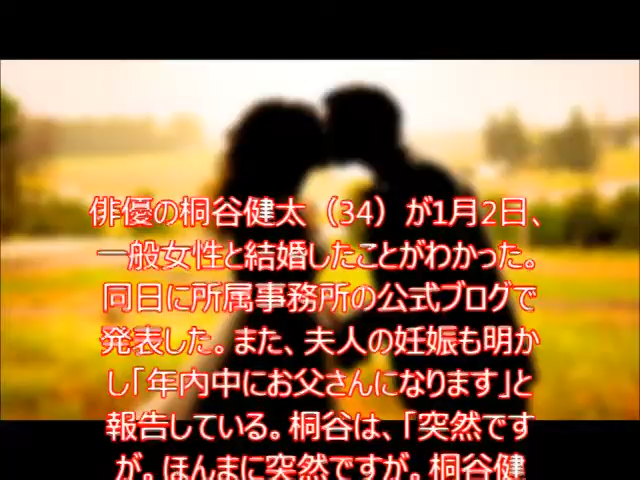 俳優の桐谷健太（34）が1月2日、
一般女性と結婚したことがわかった。
同日に所属事務所の公式ブログで
発表した。また、夫人の妊娠も明か
し「年内中にお父さんになります」と
報告している。桐谷は、「突然です
が。ほんまに突然ですが。桐谷健